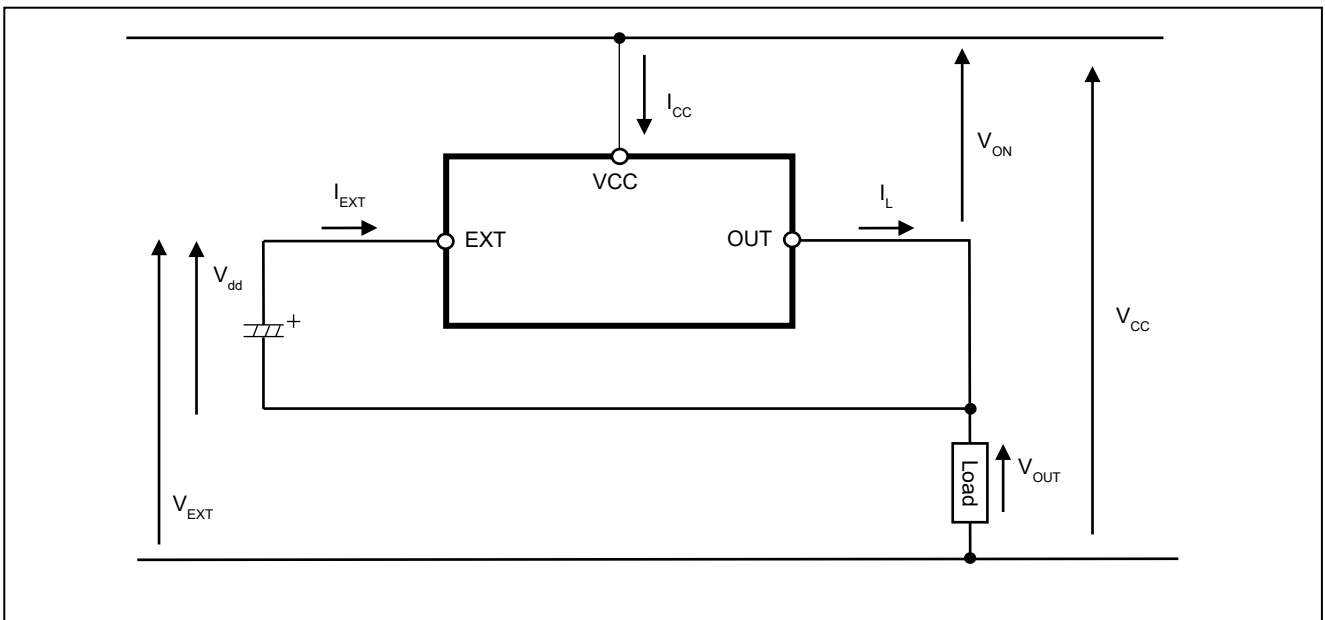 I_CC
V_ON
VCC
I_EXT
I_L
EXT
OUT
V_dd
+
V_CC
Load
V_OUT
V_EXT